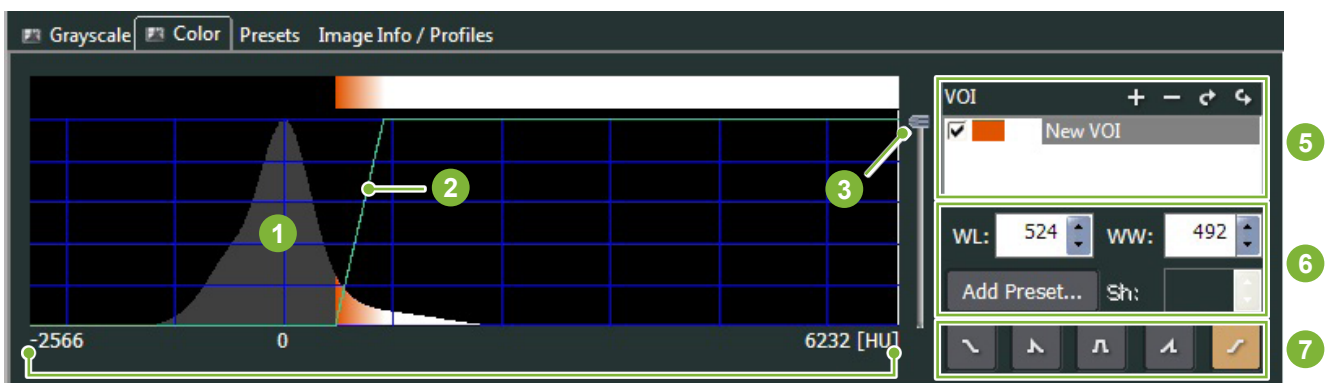 Grayscale Color Presets Image Info / Profiles
VOI
New VOI
5
3
2
1
WL: 524 WW: 492
6
Add Preset... Sh:
-2566 0 6232 [HU]
7